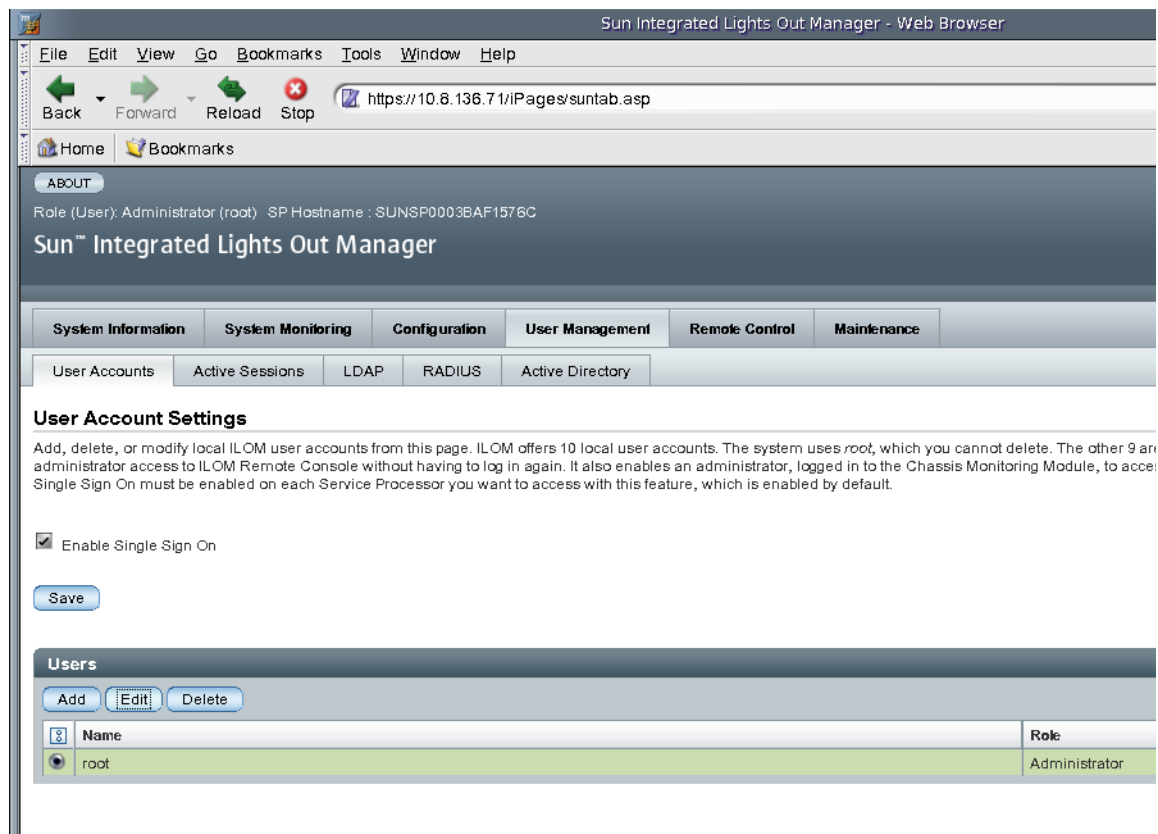 Sun Integrated Lights Out Manager - Web Browser
File Edit View Go Bookmarks Tools Window Help
Back Forward Reload Stop https://10.8.136.71/iPages/suntab.asp
Home Bookmarks
ABOUT
Role (User): Administrator (root) SP Hostname : SUNSP0003BAF1576C
Sun™ Integrated Lights Out Manager
System Information System Monitoring Configuration User Management Remote Control Maintenance
User Accounts Active Sessions LDAP RADIUS Active Directory
User Account Settings
Add, delete, or modify local ILOM user accounts from this page. ILOM offers 10 local user accounts. The system uses root, which you cannot delete. The other 9 are
administrator access to ILOM Remote Console without having to log in again. It also enables an administrator, logged in to the Chassis Monitoring Module, to acce
Single Sign On must be enabled on each Service Processor you want to access with this feature, which is enabled by default.
Enable Single Sign On
Save
Users
Add Edit Delete
Name Role
root Administrator